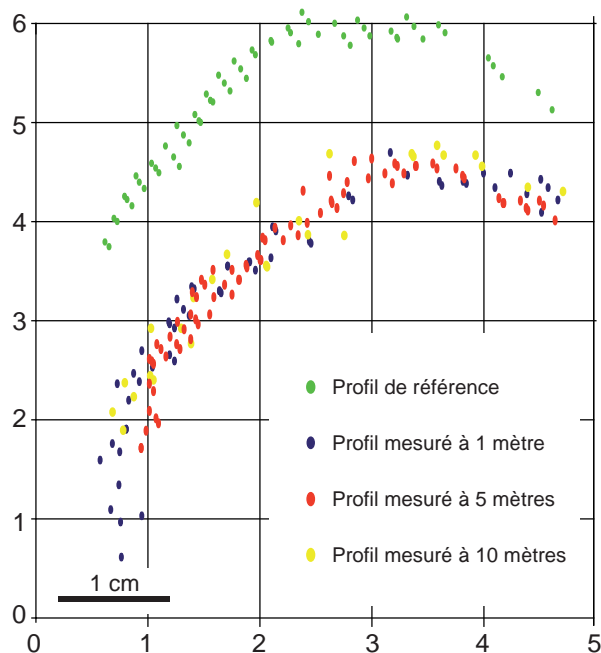 6
5
4
3
2
1
0
Profil de référence
Profil mesuré à 1 mètre
Profil mesuré à 5 mètres
Profil mesuré à 10 mètres
1 cm
0 1 2 3 4 5